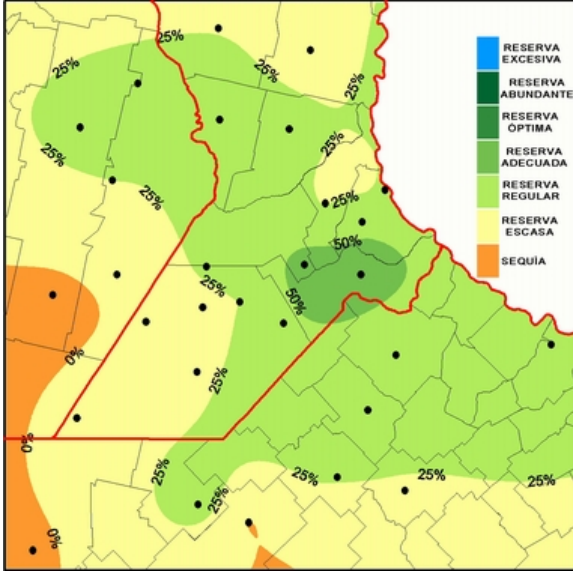 25%
25%
25%
25%
RESERVA
EXCESIVA
RESERVA
ABUNDANTE
RESERVA
ÓPTIMA
RESERVA
ADECUADA
RESERVA
REGULAR
RESERVA
ESCASA
SEQUÌA
25%
25%
25%
25%
50%
50%
0%
25%
0%
25%
25%
25%
25%
25%
0%